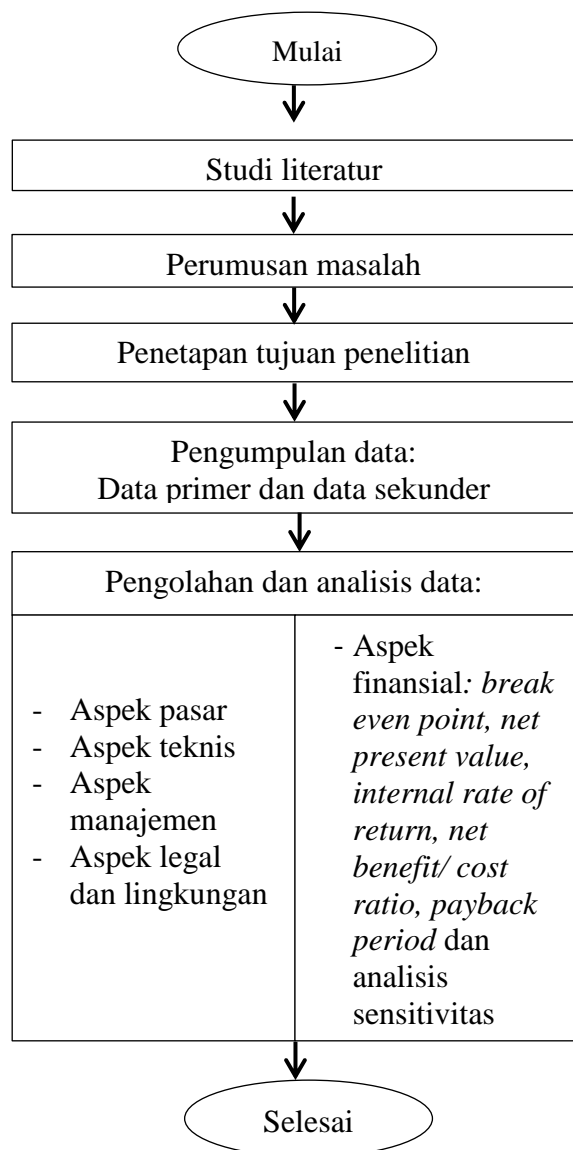 Mulai
Studi literatur
Perumusan masalah
Penetapan tujuan penelitian
Pengumpulan data:
Data primer dan data sekunder
Pengolahan dan analisis data:
- Aspek pasar
- Aspek teknis
- Aspek
manajemen
- Aspek legal
dan lingkungan
- Aspek
finansial: break
even point, net
present value,
internal rate of
return, net
benefit/ cost
ratio, payback
period dan
analisis
sensitivitas
Selesai